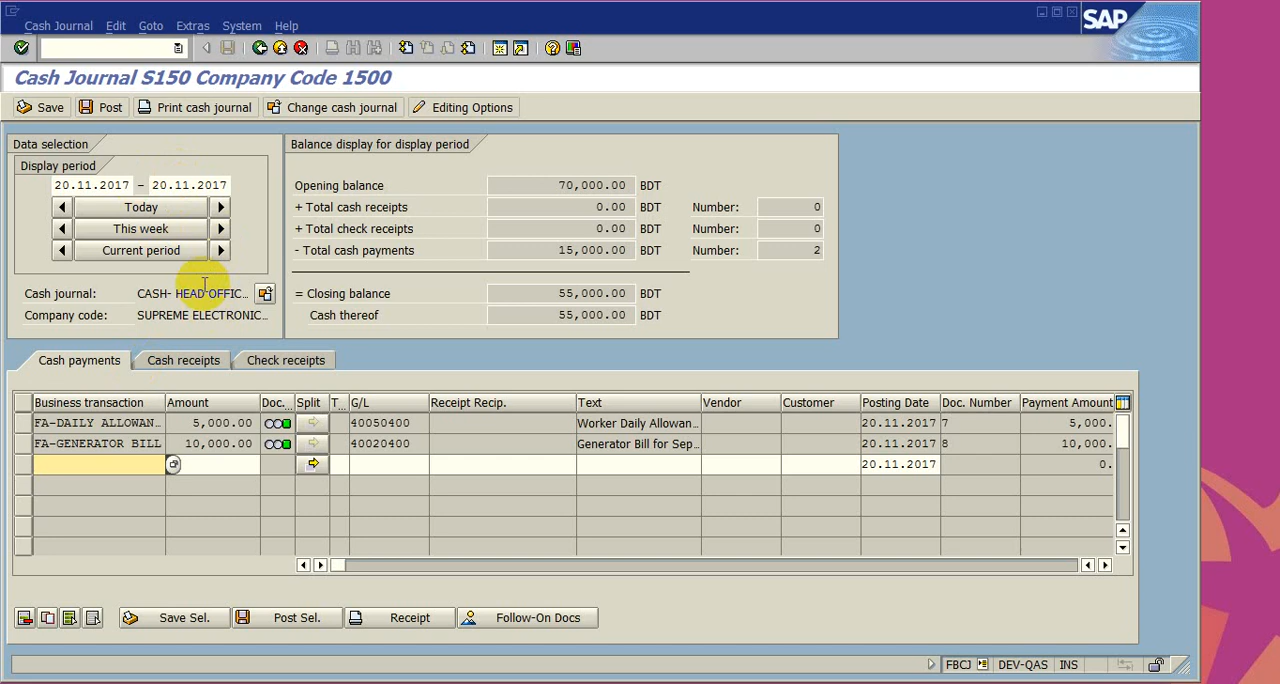 Cash Journal Edit Goto Extras System Help
SAP
Cash Journal S150 Company Code 1500
Save Post Print cash journal Change cash journal Editing Options
Data selection
Display period
20.11.2017 - 20.11.2017
Today
This week
Current period
Cash journal: CASH- HEAD OFFIC...
Company code: SUPREME ELECTRONIC...
Balance display for display period
Opening balance 70,000.00 BDT
+ Total cash receipts 0.00 BDT Number: 0
+ Total check receipts 0.00 BDT Number: 0
- Total cash payments 15,000.00 BDT Number: 2
= Closing balance 55,000.00 BDT
Cash thereof 55,000.00 BDT
Cash payments Cash receipts Check receipts
Business transaction Amount Doc... Split T... G/L Receipt Recip. Text Vendor Customer Posting Date Doc. Number Payment Amount
FA-DAILY ALLOWAN... 5,000.00 40050400 Worker Daily Allowan... 20.11.2017 7 5,000.
FA-GENERATOR BILL 10,000.00 40020400 Generator Bill for Sep... 20.11.2017 8 10,000.
20.11.2017 0.
Save Sel. Post Sel. Receipt Follow-On Docs
FBCJ DEV-QAS INS